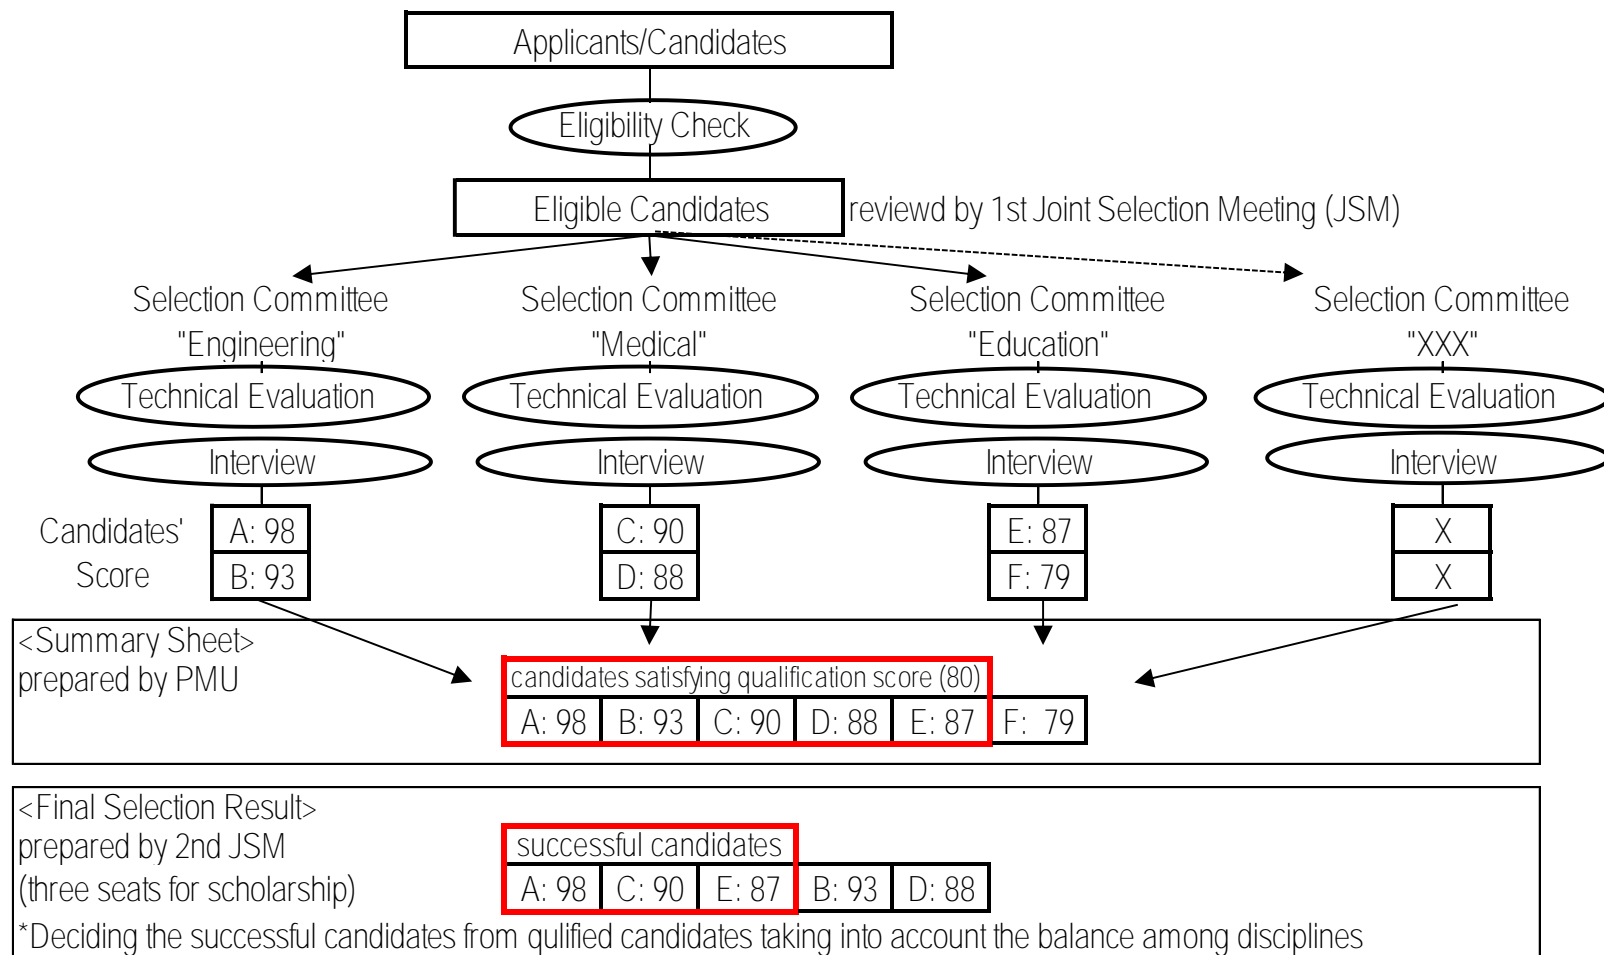 Applicants/Candidates
Eligibility Check
Eligible Candidates
reviewd by 1st Joint Selection Meeting (JSM)
Selection Committee
"Engineering"
Selection Committee
"Medical"
Selection Committee
"Education"
Selection Committee
"XXX"
Technical Evaluation
Technical Evaluation
Technical Evaluation
Technical Evaluation
Interview
Interview
Interview
Interview
Candidates'
Score
A: 98
B: 93
C: 90
D: 88
E: 87
F: 79
X
X
<Summary Sheet>
prepared by PMU
candidates satisfying qualification score (80)
A: 98 B: 93 C: 90 D: 88 E: 87 F: 79
<Final Selection Result>
prepared by 2nd JSM
(three seats for scholarship)
successful candidates
A: 98 C: 90 E: 87 B: 93 D: 88
*Deciding the successful candidates from qulified candidates taking into account the balance among disciplines